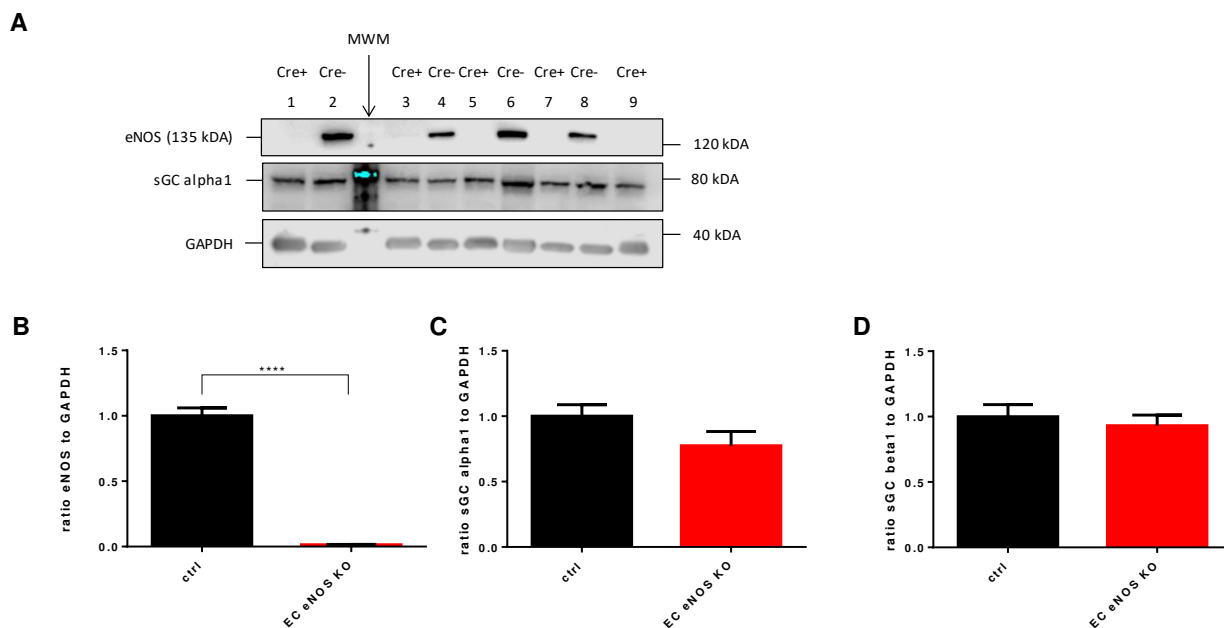 A
MWM
Cre+ Cre- Cre+ Cre- Cre+ Cre- Cre+ Cre- Cre+
1 2 3 4 5 6 7 8 9
eNOS (135 kDA)
120 kDA
sGC alpha1
80 kDA
GAPDH
40 kDA
B
ratio eNOS to GAPDH
1.5
1.0
0.5
0.0
****
ctrl
EC eNOS KO
C
ratio sGC alpha1 to GAPDH
1.5
1.0
0.5
0.0
ctrl
EC eNOS KO
D
ratio sGC beta1 to GAPDH
1.5
1.0
0.5
0.0
ctrl
EC eNOS KO